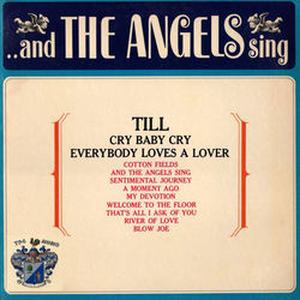 ..and THE ANGELS sing
TILL
CRY BABY CRY
EVERYBODY LOVES A LOVER
COTTON FIELDS
AND THE ANGELS SING
SENTIMENTAL JOURNEY
A MOMENT AGO
MY DEVOTION
WELCOME TO THE FLOOR
THAT'S ALL I ASK OF YOU
RIVER OF LOVE
BLOW JOE